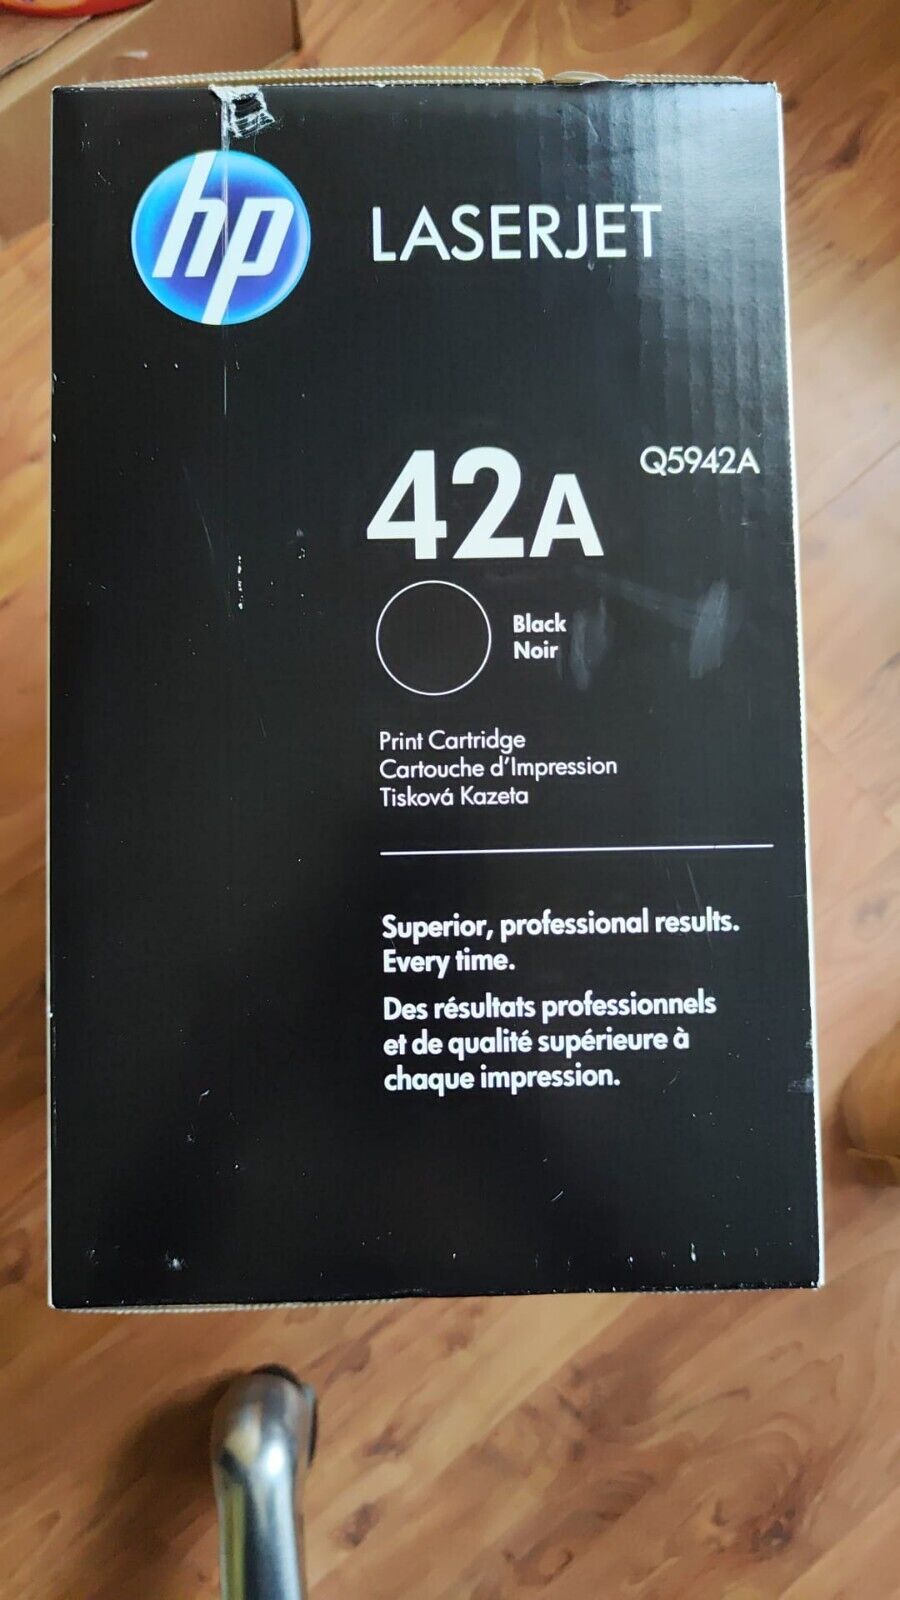 hp
LASERJET
42A
Q5942A
Black
Noir
Print Cartridge
Cartouche d'Impression
Tisková Kazeta
Superior, professional results.
Every time.
Des résultats professionnels
et de qualité supérieure à
chaque impression.